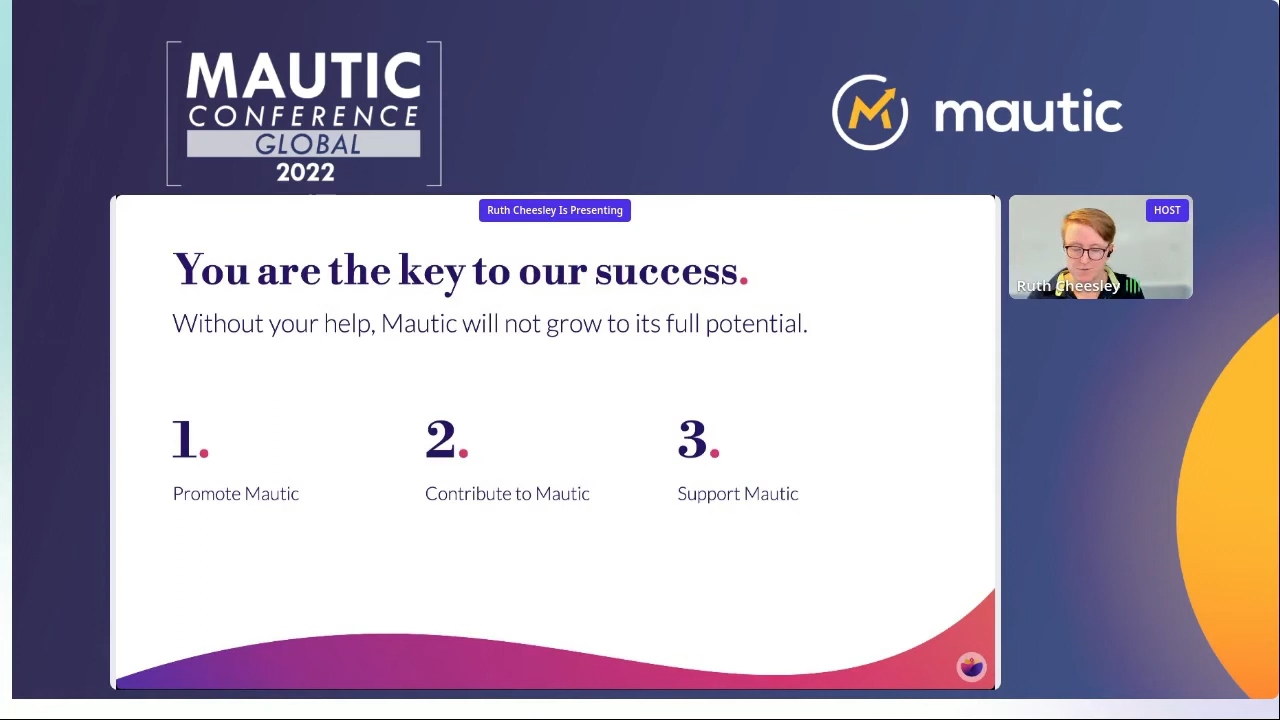 MAUTIC
CONFERENCE
GLOBAL
2022
mautic
Ruth Cheesley Is Presenting
HOST
Ruth Cheesley
You are the key to our success.
Without your help, Mautic will not grow to its full potential.
1. 2. 3.
Promote Mautic Contribute to Mautic Support Mautic